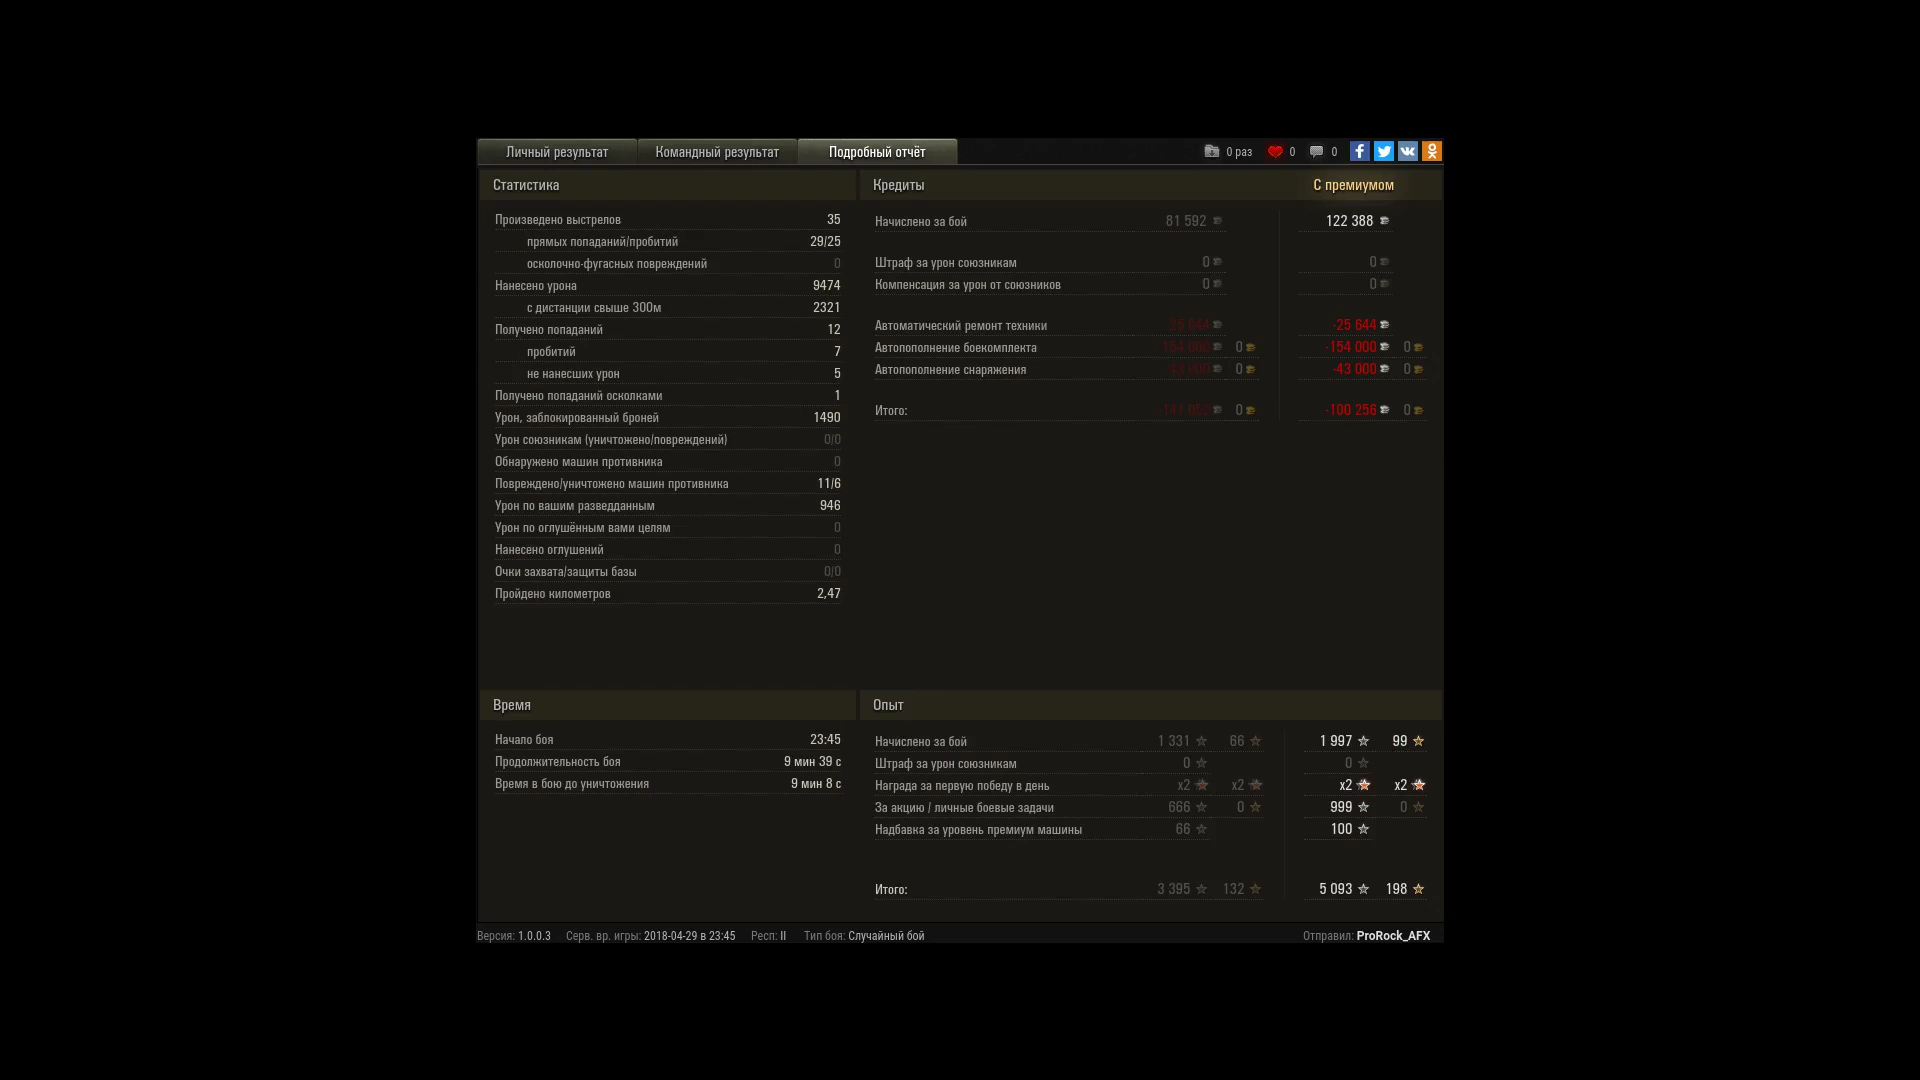 Личный результат Командный результат Подробный отчёт 0 раз 0 0
Статистика
Произведено выстрелов 35
прямых попаданий/пробитий 29/25
осколочно-фугасных повреждений 0
Нанесено урона 9474
с дистанции свыше 300м 2321
Получено попаданий 12
пробитий 7
не нанесших урон 5
Получено попаданий осколками 1
Урон, заблокированный броней 1490
Урон союзникам (уничтожено/повреждений) 0/0
Обнаружено машин противника 0
Повреждено/уничтожено машин противника 11/6
Урон по вашим разведданным 946
Урон по оглушённым вами целям 0
Нанесено оглушений 0
Очки захвата/защиты базы 0/0
Пройдено километров 2,47
Кредиты С премиумом
Начислено за бой 81 592 122 388
Штраф за урон союзникам 0 0
Компенсация за урон от союзников 0 0
Автоматический ремонт техники -25 644 -25 644
Автопополнение боекомплекта -154 000 0 -154 000 0
Автопополнение снаряжения -43 000 0 -43 000 0
Итого: 0 -100 256 0
Время
Начало боя 23:45
Продолжительность боя 9 мин 39 с
Время в бою до уничтожения 9 мин 8 с
Опыт
Начислено за бой 1 331 66 1 997 99
Штраф за урон союзникам 0 0
Награда за первую победу в день x2 x2 x2 x2
За акцию / личные боевые задачи 666 0 999 0
Надбавка за уровень премиум машины 66 100
Итого: 3 395 132 5 093 198
Версия: 1.0.0.3 Серв. вр. игры: 2018-04-29 в 23:45 Респ: II Тип боя: Случайный бой Отправил: ProRock_AFX